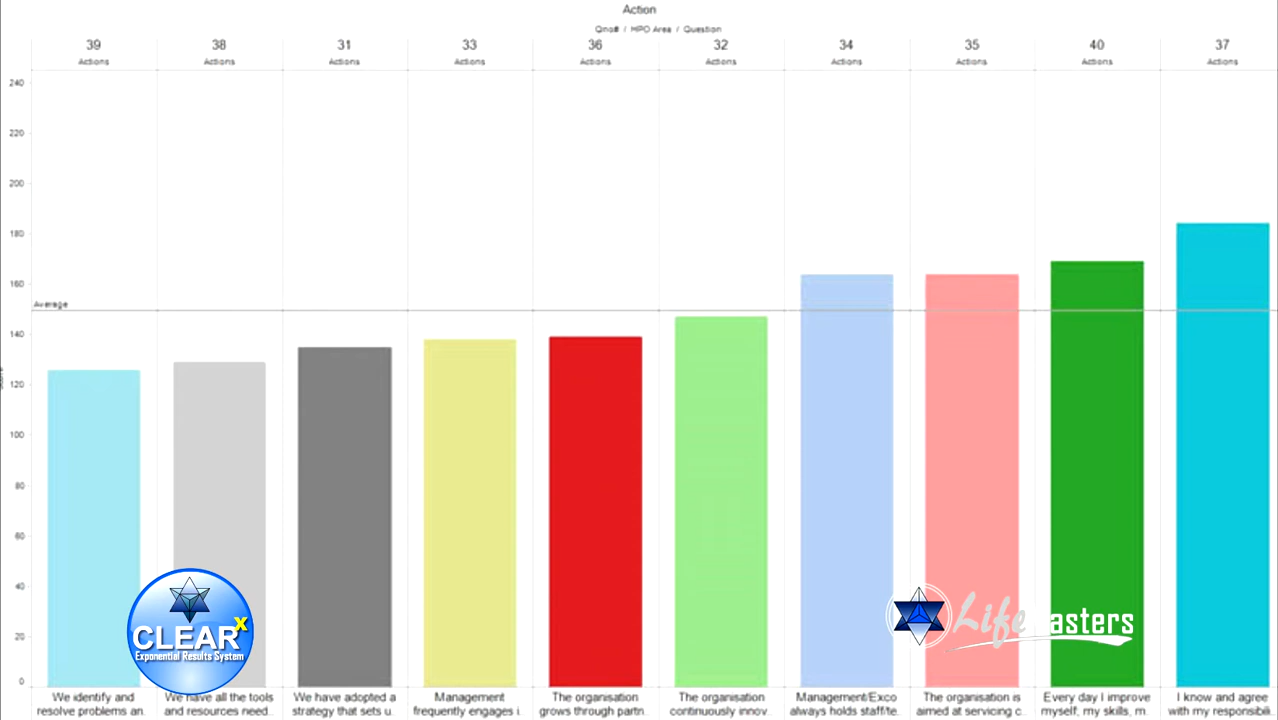 Action
Qno# / HPO Area / Question
39 38 31 33 36 32 34 35 40 37
Actions Actions Actions Actions Actions Actions Actions Actions Actions Actions
240
220
200
180
160
Average
140
120
100
80
60
40
20
0
CLEARx
Exponential Results System
Lifemasters
We identify and
resolve problems an..
We have all the tools
and resources need..
We have adopted a
strategy that sets u..
Management
frequently engages i..
The organisation
grows through partn..
The organisation
continuously innov..
Management/Exco
always holds staff/te..
The organisation is
aimed at servicing c..
Every day I improve
myself, my skills, m..
I know and agree
with my responsibili..